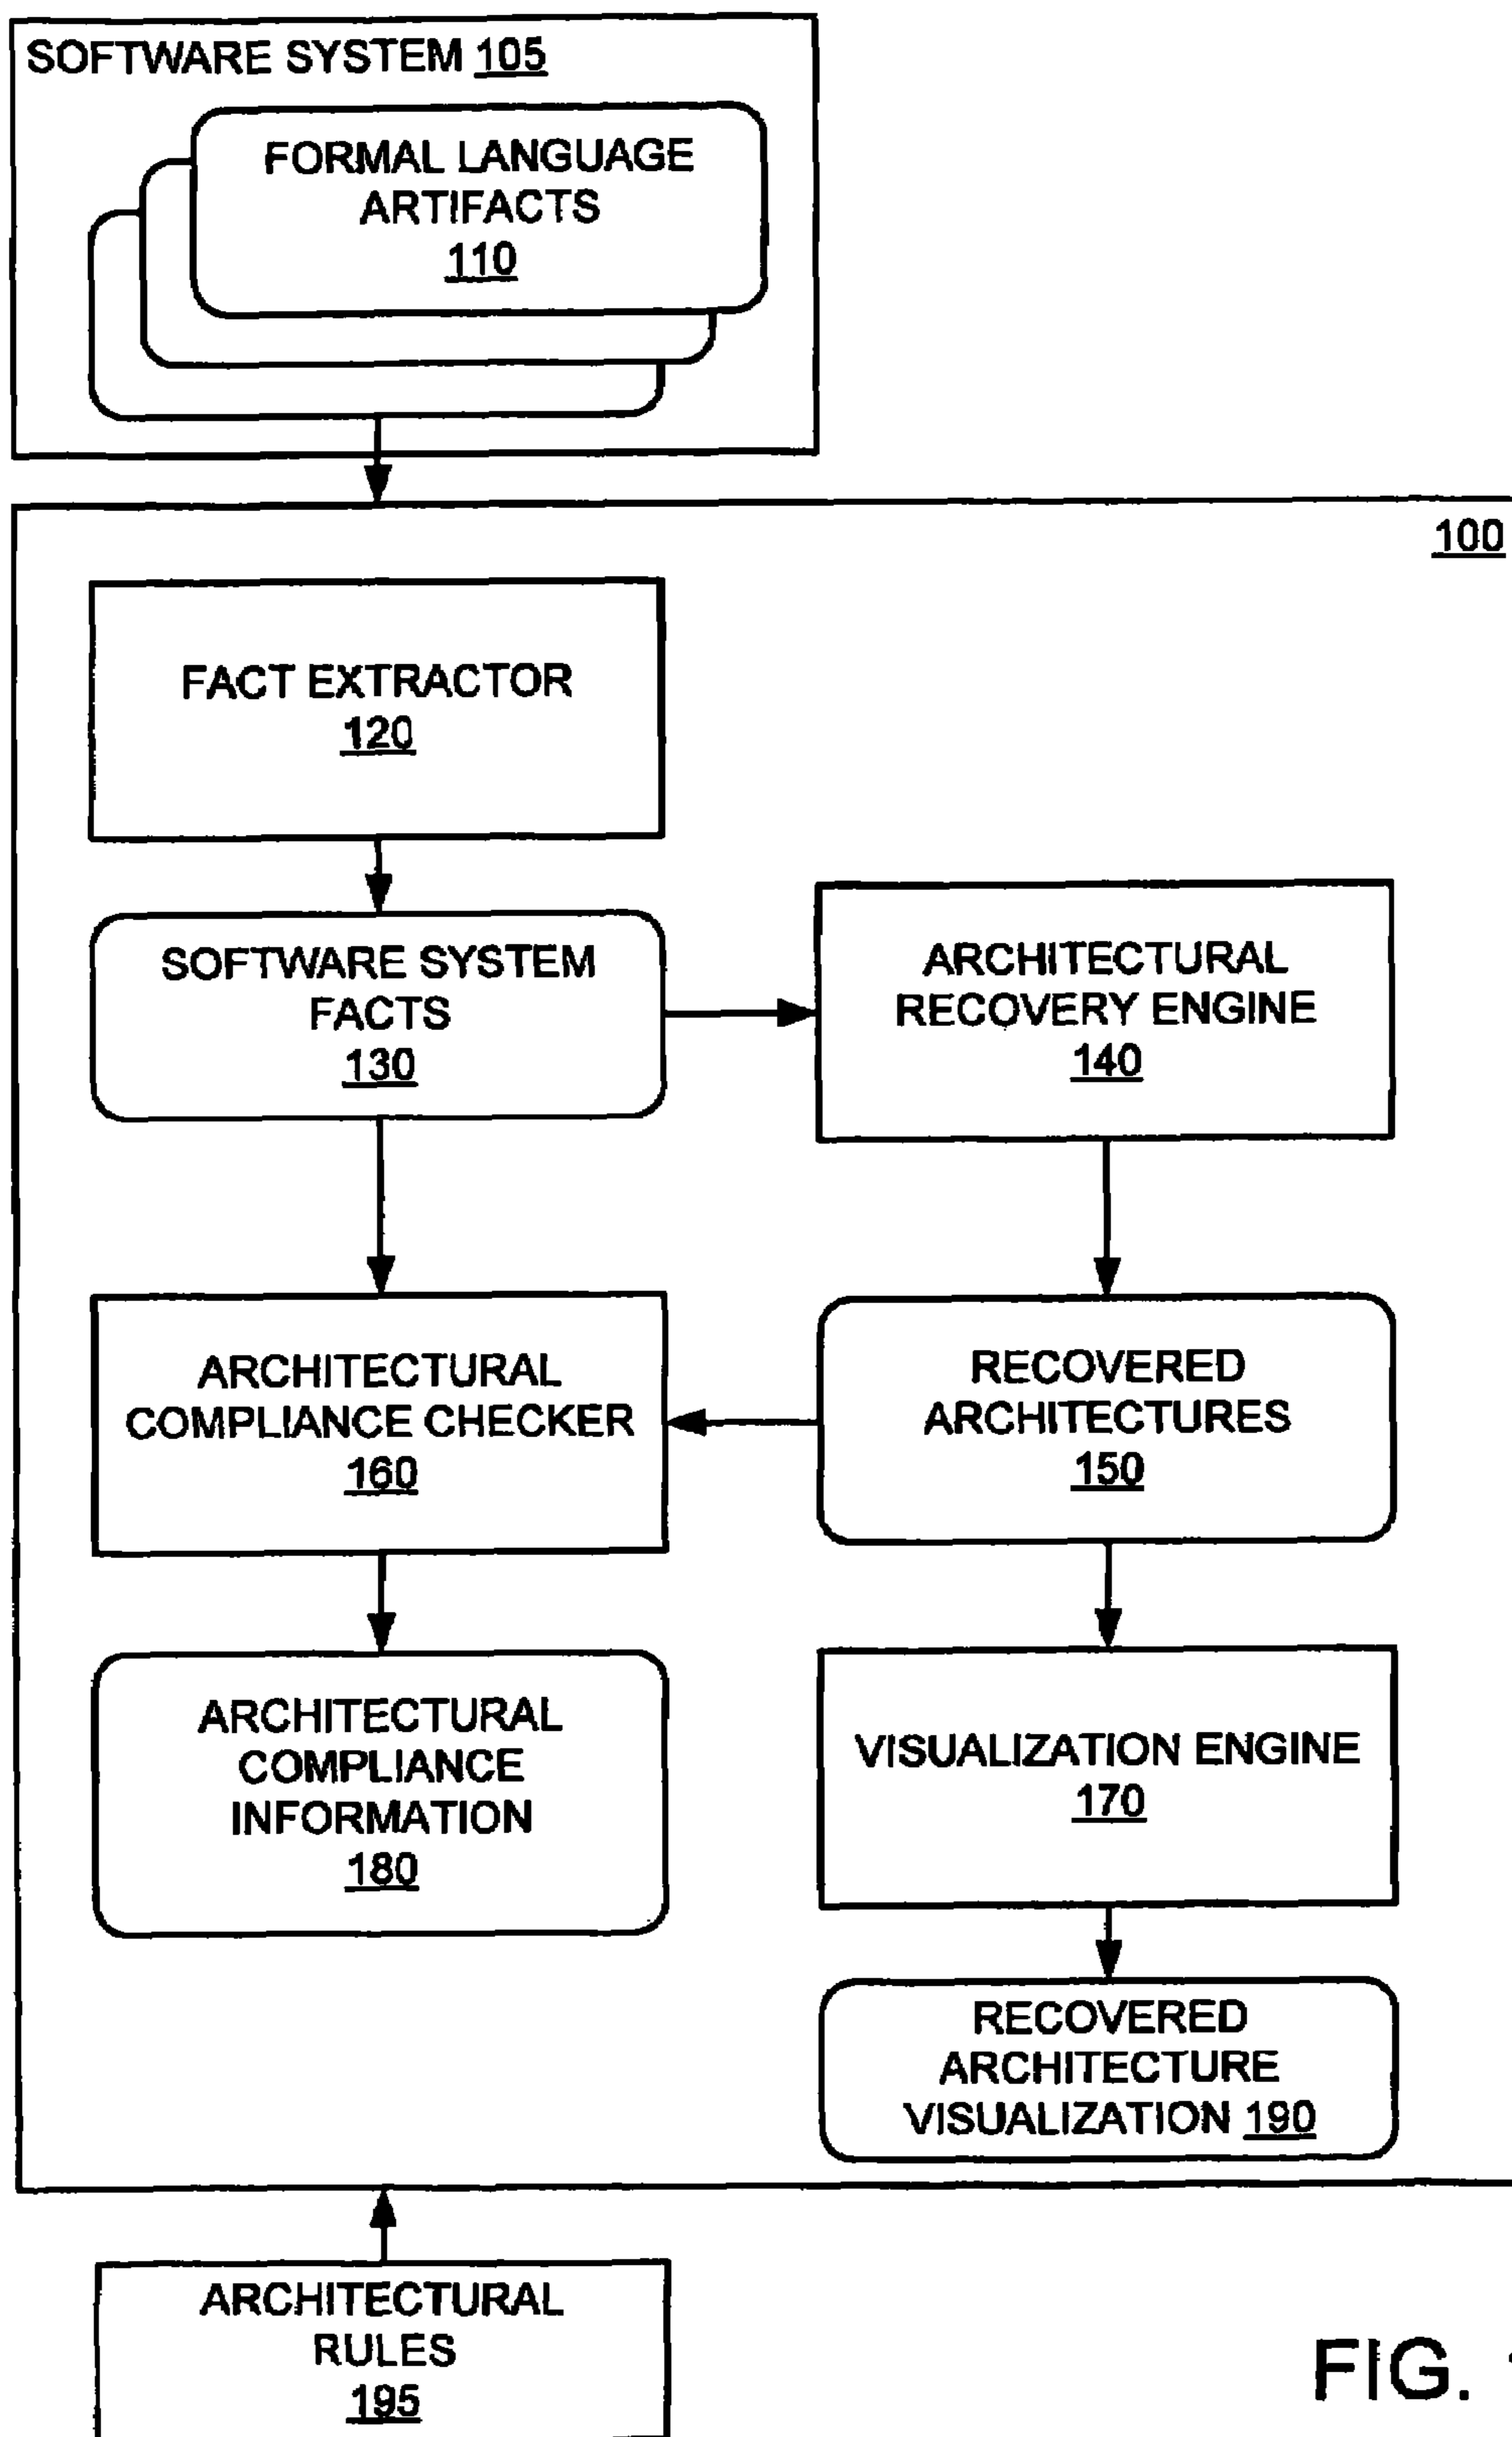 SOFTWARE SYSTEM 105
FORMAL LANGUAGE
ARTIFACTS
110
100
FACT EXTRACTOR
120
SOFTWARE SYSTEM
FACTS
130
ARCHITECTURAL
RECOVERY ENGINE
140
ARCHITECTURAL
COMPLIANCE CHECKER
160
RECOVERED
ARCHITECTURES
150
ARCHITECTURAL
COMPLIANCE
INFORMATION
180
VISUALIZATION ENGINE
170
RECOVERED
ARCHITECTURE
VISUALIZATION 190
ARCHITECTURAL
RULES
195
FIG.